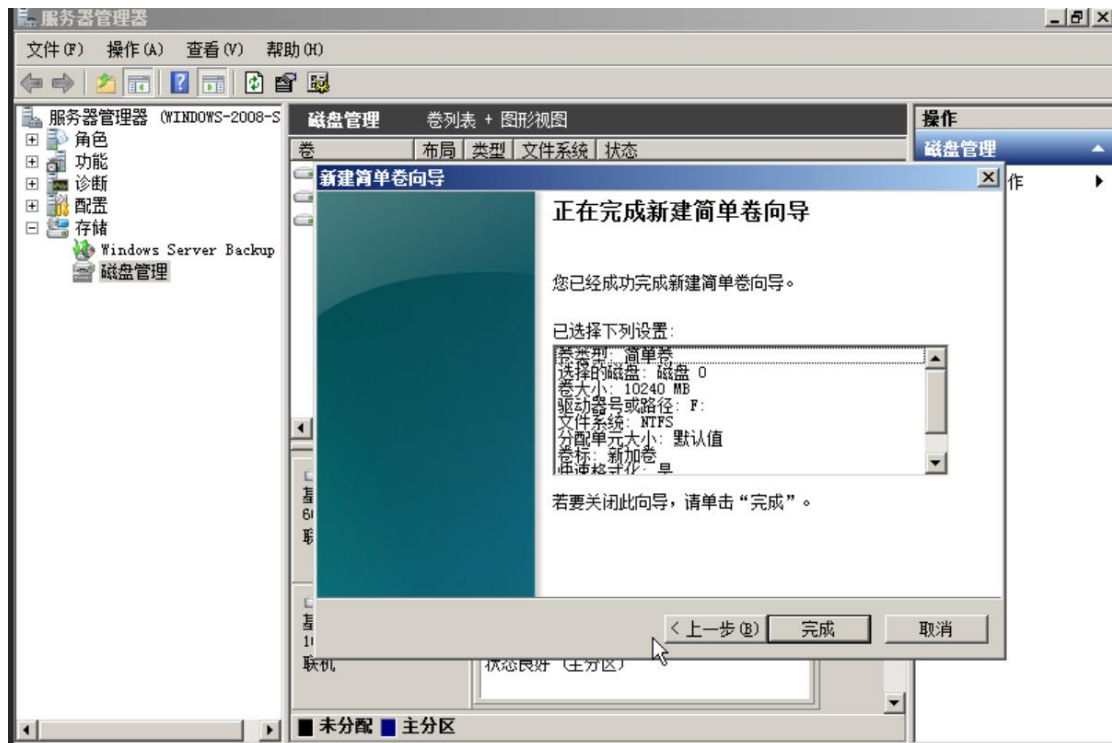 服务器管理器
文件(F) 操作(A) 查看(V) 帮助(H)
服务器管理器 (WINDOWS-2008-S
角色
功能
诊断
配置
存储
Windows Server Backup
磁盘管理
磁盘管理 卷列表 + 图形视图
卷 布局 类型 文件系统 状态
操作
磁盘管理
作
新建简单卷向导
正在完成新建简单卷向导
您已经成功完成新建简单卷向导。
已选择下列设置:
卷类型: 简单卷
选择的磁盘: 磁盘 0
卷大小: 10240 MB
驱动器号或路径: F:
文件系统: NTFS
分配单元大小: 默认值
卷标: 新加卷
快速格式化: 是
若要关闭此向导，请单击“完成”。
< 上一步(B) 完成 取消
联机
状态良好 (主分区)
未分配 主分区